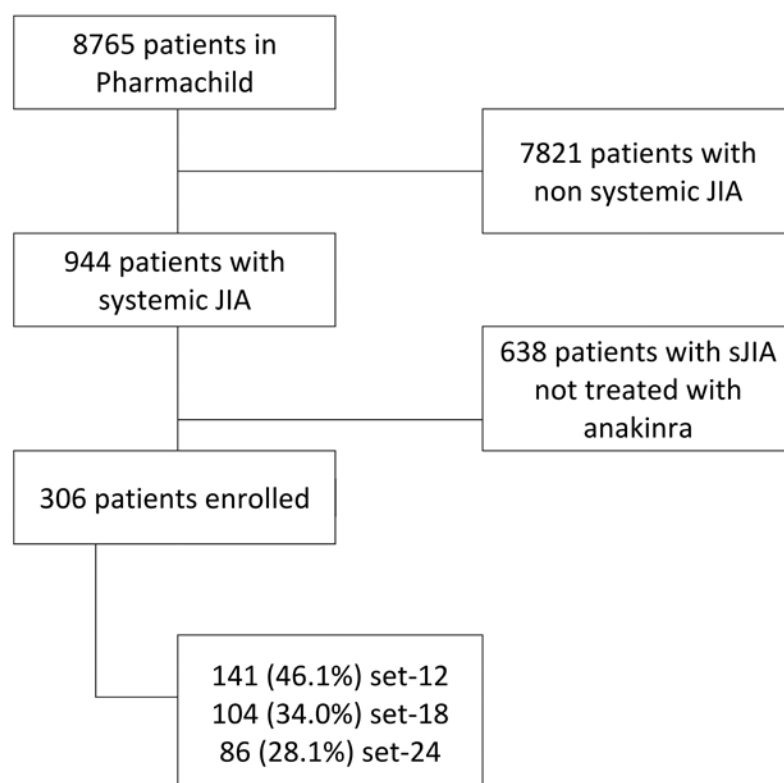 8765 patients in
Pharmachild
7821 patients with
non systemic JIA
944 patients with
systemic JIA
638 patients with sJIA
not treated with
anakinra
306 patients enrolled
141 (46.1%) set-12
104 (34.0%) set-18
86 (28.1%) set-24